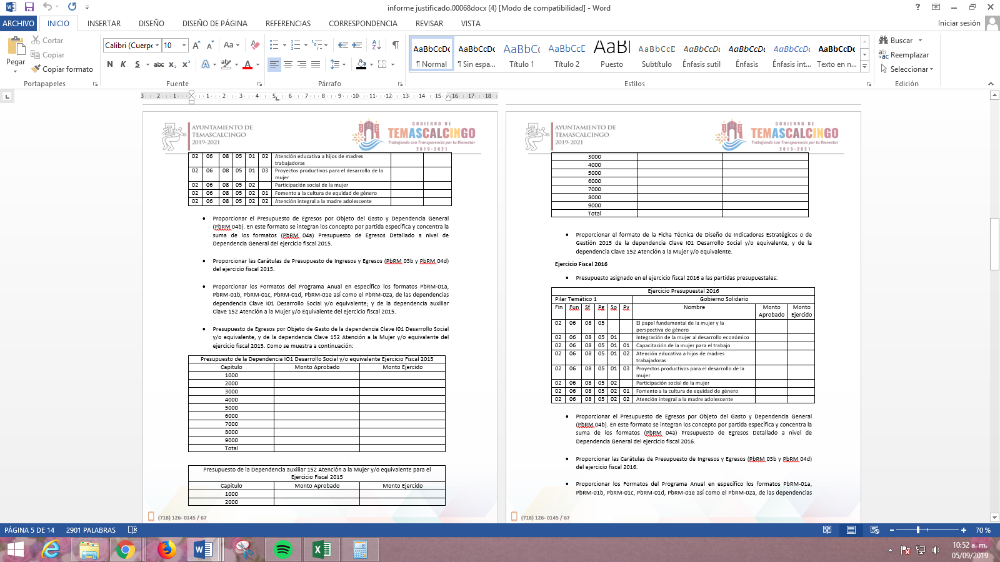 informe justificado.00068docx (4) [Modo de compatibilidad] - Word
ARCHIVO INICIO INSERTAR DISEÑO DISEÑO DE PÁGINA REFERENCIAS CORRESPONDENCIA REVISAR VISTA Iniciar sesión
Pegar
Cortar
Copiar
Copiar formato
Portapapeles
Calibri (Cuerpo 10
N K S abc x₂ x²
Fuente
Párrafo
AaBbCcDc AaBbCcDc AaBbCc AaBbCcD AaB AaBbCcD AaBbCcDc AaBbCcDc AaBbCcDc AaBbCcDc
¶ Normal ¶ Sin espa... Título 1 Título 2 Puesto Subtítulo Énfasis sutil Énfasis Énfasis int... Texto en n...
Estilos
Buscar
Reemplazar
Seleccionar
Edición
3 2 1 1 2 3 4 5 6 7 8 9 10 11 12 13 14 15 16 17 18
AYUNTAMIENTO DE
TEMASCALCINGO
2019-2021
GOBIERNO DE
TEMASCALCINGO
Trabajando con Transparencia por tu Bienestar
2019-2021
02 06 08 05 01 02 Atención educativa a hijos de madres
trabajadoras
02 06 08 05 01 03 Proyectos productivos para el desarrollo de la
mujer
02 06 08 05 02 Participación social de la mujer
02 06 08 05 02 01 Fomento a la cultura de equidad de género
02 06 08 05 02 02 Atención integral a la madre adolescente
• Proporcionar el Presupuesto de Egresos por Objeto del Gasto y Dependencia General
(PbRM 04b). En este formato se integran los concepto por partida específica y concentra la
suma de los formatos (PbRM 04a) Presupuesto de Egresos Detallado a nivel de
Dependencia General del ejercicio fiscal 2015.
• Proporcionar las Carátulas de Presupuesto de Ingresos y Egresos (PbRM 03b y PbRM 04d)
del ejercicio fiscal 2015.
• Proporcionar los Formatos del Programa Anual en específico los formatos PbRM-01a,
PbRM-01b, PbRM-01c, PbRM-01d, PbRM-01e así como el PbRM-02a, de las dependencias
dependencia Clave I01 Desarrollo Social y/o equivalente; y de la dependencia auxiliar
Clave 152 Atención a la Mujer y/o Equivalente del ejercicio fiscal 2015.
• Presupuesto de Egresos por Objeto de Gasto de la dependencia Clave I01 Desarrollo Social
y/o equivalente, y de la dependencia Clave 152 Atención a la Mujer y/o equivalente del
ejercicio fiscal 2015. Como se muestra a continuación:
Presupuesto de la Dependencia IO1 Desarrollo Social y/o equivalente Ejercicio Fiscal 2015
Capitulo Monto Aprobado Monto Ejercido
1000
2000
3000
4000
5000
6000
7000
8000
9000
Total
Presupuesto de la Dependencia auxiliar 152 Atención a la Mujer y/o equivalente para el
Ejercicio Fiscal 2015
Capitulo Monto Aprobado Monto Ejercido
1000
2000
(718) 126- 0145 / 67
AYUNTAMIENTO DE
TEMASCALCINGO
2019-2021
GOBIERNO DE
TEMASCALCINGO
Trabajando con Transparencia por tu Bienestar
2019-2021
3000
4000
5000
6000
7000
8000
9000
Total
• Proporcionar el formato de la Ficha Técnica de Diseño de Indicadores Estratégicos o de
Gestión 2015 de la dependencia Clave I01 Desarrollo Social y/o equivalente, y de la
dependencia Clave 152 Atención a la Mujer y/o equivalente.
Ejercicio Fiscal 2016
• Presupuesto asignado en el ejercicio fiscal 2016 a las partidas presupuestales:
Ejercicio Presupuestal 2016
Pilar Temático 1 Gobierno Solidario
Fin Fun Sf Pg Sp Py Nombre Monto Aprobado Monto Ejercido
02 06 08 05 El papel fundamental de la mujer y la
perspectiva de género
02 06 08 05 01 Integración de la mujer al desarrollo económico
02 06 08 05 01 01 Capacitación de la mujer para el trabajo
02 06 08 05 01 02 Atención educativa a hijos de madres
trabajadoras
02 06 08 05 01 03 Proyectos productivos para el desarrollo de la
mujer
02 06 08 05 02 Participación social de la mujer
02 06 08 05 02 01 Fomento a la cultura de equidad de género
02 06 08 05 02 02 Atención integral a la madre adolescente
• Proporcionar el Presupuesto de Egresos por Objeto del Gasto y Dependencia General
(PbRM 04b). En este formato se integran los concepto por partida específica y concentra la
suma de los formatos (PbRM 04a) Presupuesto de Egresos Detallado a nivel de
Dependencia General del ejercicio fiscal 2016.
• Proporcionar las Carátulas de Presupuesto de Ingresos y Egresos (PbRM 03b y PbRM 04d)
del ejercicio fiscal 2016.
• Proporcionar los Formatos del Programa Anual en específico los formatos PbRM-01a,
PbRM-01b, PbRM-01c, PbRM-01d, PbRM-01e así como el PbRM-02a, de las dependencias
(718) 126- 0145 / 67
PÁGINA 5 DE 14 2901 PALABRAS 70 %
10:52 a. m.
05/09/2019